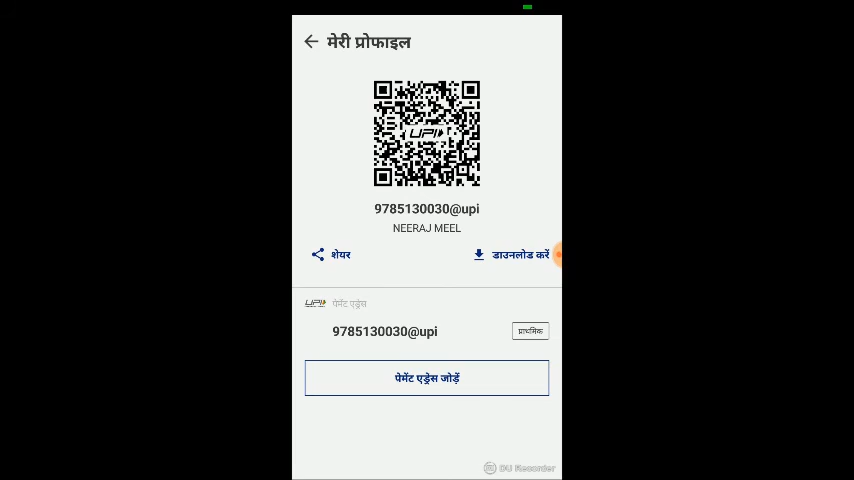 मेरी प्रोफाइल
UPI
9785130030@upi
NEERAJ MEEL
शेयर
डाउनलोड करें
UPI पेमेंट एड्रेस
9785130030@upi
प्राथमिक
पेमेंट एड्रेस जोड़ें
DU Recorder